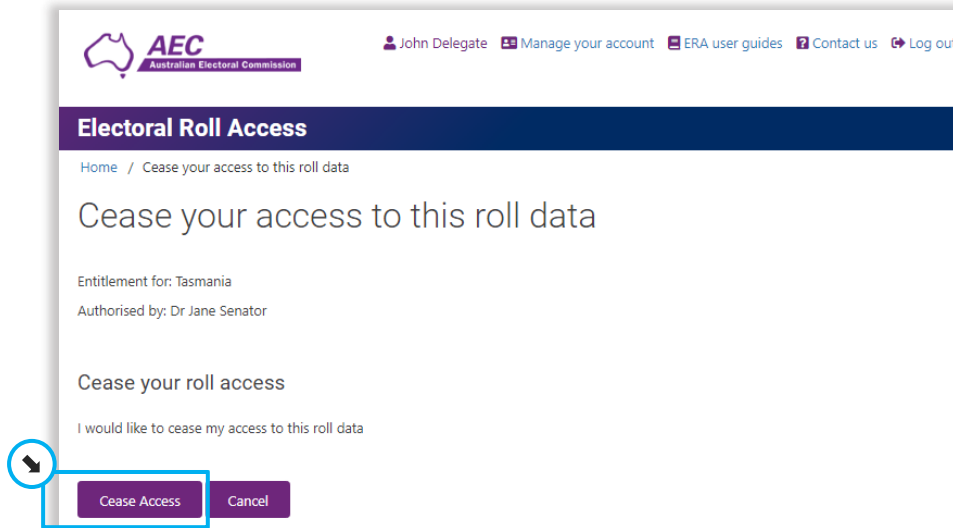 AEC
Australian Electoral Commission
John Delegate Manage your account ERA user guides Contact us Log out
Electoral Roll Access
Home / Cease your access to this roll data
Cease your access to this roll data
Entitlement for: Tasmania
Authorised by: Dr Jane Senator
Cease your roll access
I would like to cease my access to this roll data
Cease Access Cancel